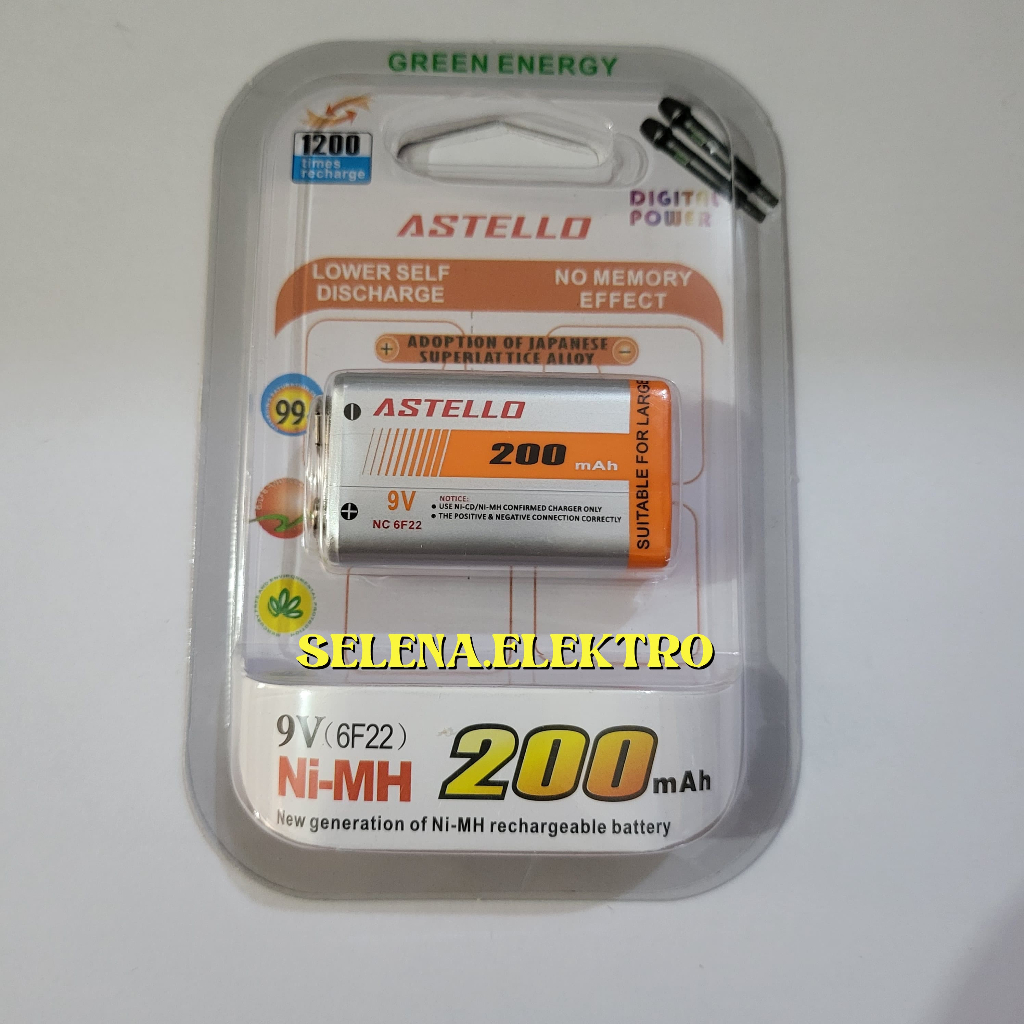 GREEN ENERGY
1200
times
recharge
DIGITAL
POWER
ASTELLO
LOWER SELF
DISCHARGE
NO MEMORY
EFFECT
ADOPTION OF JAPANESE
SUPERLATTICE ALLOY
99
ASTELLO
200 mAh
9V
NC 6F22
NOTICE:
● USE NI-CD/NI-MH CONFIRMED CHARGER ONLY
● THE POSITIVE & NEGATIVE CONNECTION CORRECTLY
SUITABLE FOR LARGE
SELENA.ELEKTRO
9V(6F22)
Ni-MH
200 mAh
New generation of Ni-MH rechargeable battery